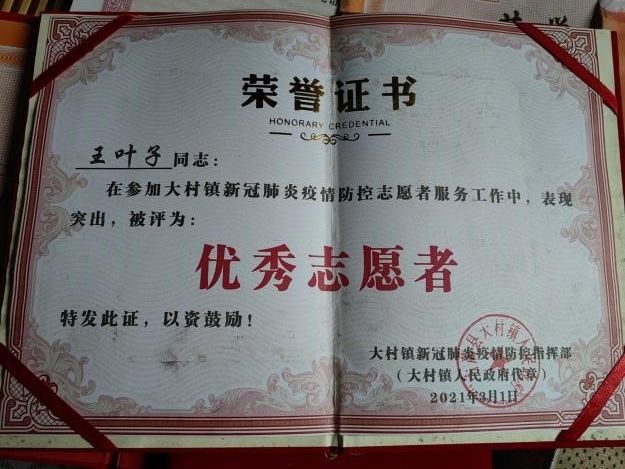 荣誉证书
HONORARY CREDENTIAL
王叶子同志：
在参加大村镇新冠肺炎疫情防控志愿者服务工作中，表现
突出，被评为：
优秀志愿者
特发此证，以资鼓励！
大村镇新冠肺炎疫情防控指挥部
（大村镇人民政府代章）
2021年3月1日